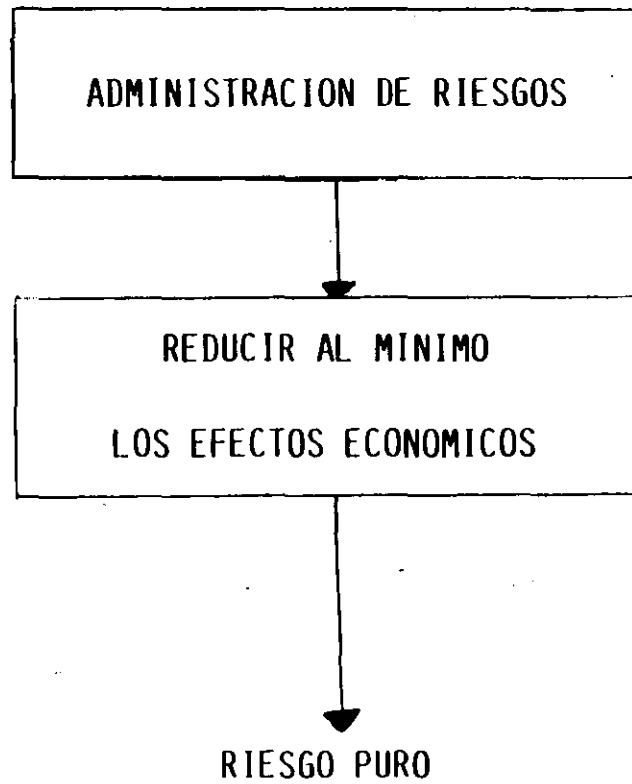 ADMINISTRACION DE RIESGOS
REDUCIR AL MINIMO
LOS EFECTOS ECONOMICOS
RIESGO PURO